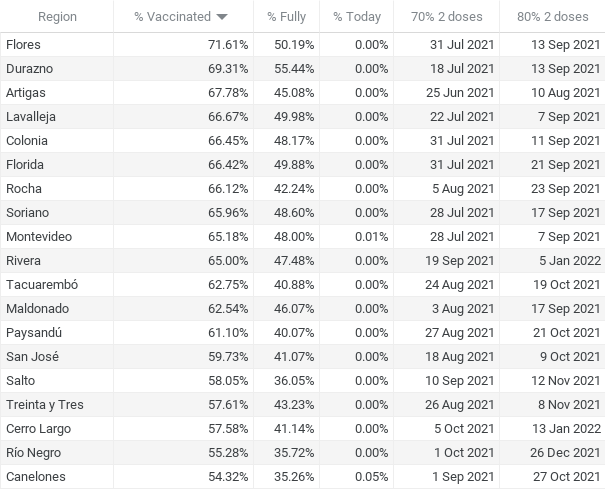 Region % Vaccinated % Fully % Today 70% 2 doses 80% 2 doses
Flores 71.61% 50.19% 0.00% 31 Jul 2021 13 Sep 2021
Durazno 69.31% 55.44% 0.00% 18 Jul 2021 13 Sep 2021
Artigas 67.78% 45.08% 0.00% 25 Jun 2021 10 Aug 2021
Lavalleja 66.67% 49.98% 0.00% 22 Jul 2021 7 Sep 2021
Colonia 66.45% 48.17% 0.00% 31 Jul 2021 11 Sep 2021
Florida 66.42% 49.88% 0.00% 31 Jul 2021 21 Sep 2021
Rocha 66.12% 42.24% 0.00% 5 Aug 2021 23 Sep 2021
Soriano 65.96% 48.60% 0.00% 28 Jul 2021 17 Sep 2021
Montevideo 65.18% 48.00% 0.01% 28 Jul 2021 7 Sep 2021
Rivera 65.00% 47.48% 0.00% 19 Sep 2021 5 Jan 2022
Tacuarembó 62.75% 40.88% 0.00% 24 Aug 2021 19 Oct 2021
Maldonado 62.54% 46.07% 0.00% 3 Aug 2021 17 Sep 2021
Paysandú 61.10% 40.07% 0.00% 27 Aug 2021 21 Oct 2021
San José 59.73% 41.07% 0.00% 18 Aug 2021 9 Oct 2021
Salto 58.05% 36.05% 0.00% 10 Sep 2021 12 Nov 2021
Treinta y Tres 57.61% 43.23% 0.00% 26 Aug 2021 8 Nov 2021
Cerro Largo 57.58% 41.14% 0.00% 5 Oct 2021 13 Jan 2022
Río Negro 55.28% 35.72% 0.00% 1 Oct 2021 26 Dec 2021
Canelones 54.32% 35.26% 0.05% 1 Sep 2021 27 Oct 2021